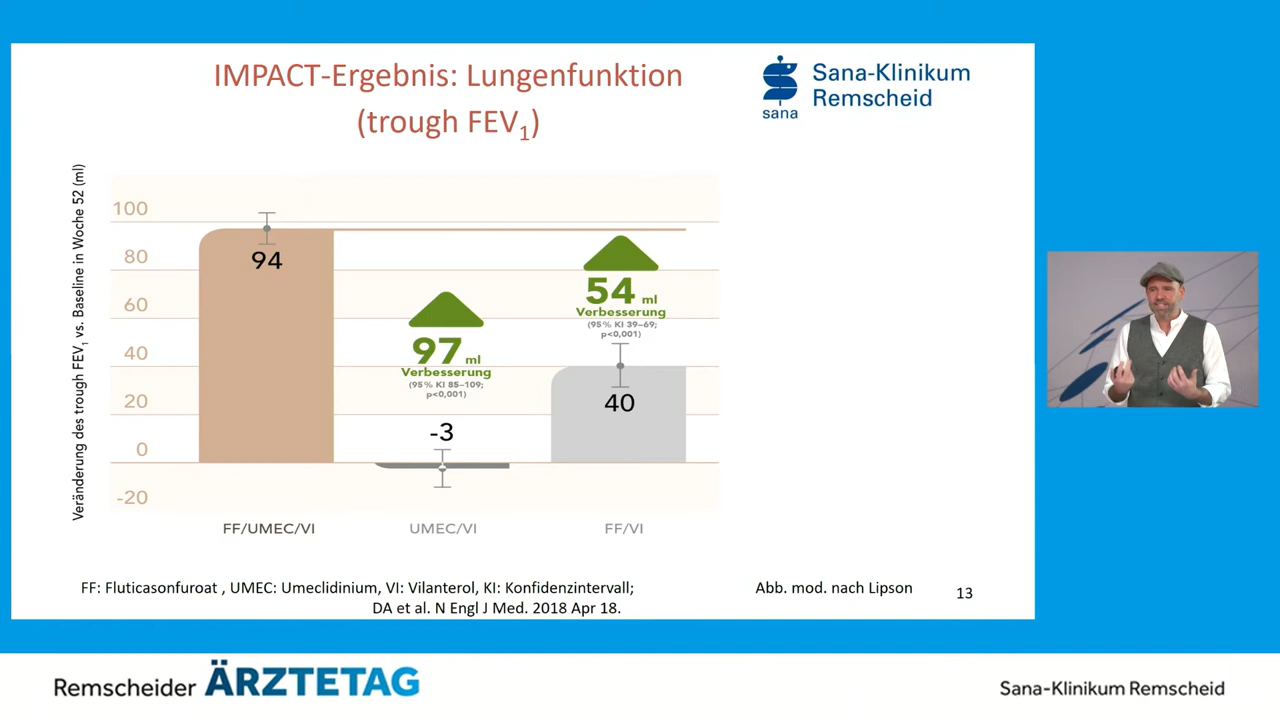 IMPACT-Ergebnis: Lungenfunktion
(trough FEV1)
sana
Sana-Klinikum
Remscheid
Veränderung des trough FEV1 vs. Baseline in Woche 52 (ml)
100
80
60
40
20
0
-20
94
97 ml
Verbesserung
(95% KI 85–109;
p<0,001)
-3
54 ml
Verbesserung
(95% KI 39–69;
p<0,001)
40
FF/UMEC/VI
UMEC/VI
FF/VI
FF: Fluticasonfuroat , UMEC: Umeclidinium, VI: Vilanterol, KI: Konfidenzintervall;
DA et al. N Engl J Med. 2018 Apr 18.
Abb. mod. nach Lipson
13
Remscheider ÄRZTETAG
Sana-Klinikum Remscheid